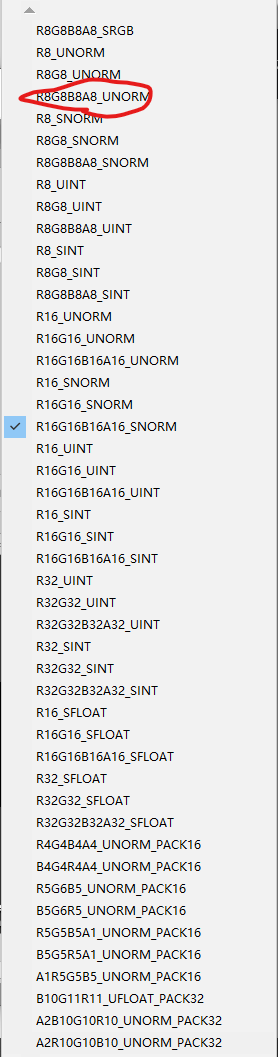 R8G8B8A8_SRGB
R8_UNORM
R8G8_UNORM
R8G8B8A8_UNORM
R8_SNORM
R8G8_SNORM
R8G8B8A8_SNORM
R8_UINT
R8G8_UINT
R8G8B8A8_UINT
R8_SINT
R8G8_SINT
R8G8B8A8_SINT
R16_UNORM
R16G16_UNORM
R16G16B16A16_UNORM
R16_SNORM
R16G16_SNORM
R16G16B16A16_SNORM
R16_UINT
R16G16_UINT
R16G16B16A16_UINT
R16_SINT
R16G16_SINT
R16G16B16A16_SINT
R32_UINT
R32G32_UINT
R32G32B32A32_UINT
R32_SINT
R32G32_SINT
R32G32B32A32_SINT
R16_SFLOAT
R16G16_SFLOAT
R16G16B16A16_SFLOAT
R32_SFLOAT
R32G32_SFLOAT
R32G32B32A32_SFLOAT
R4G4B4A4_UNORM_PACK16
B4G4R4A4_UNORM_PACK16
R5G6B5_UNORM_PACK16
B5G6R5_UNORM_PACK16
R5G5B5A1_UNORM_PACK16
B5G5R5A1_UNORM_PACK16
A1R5G5B5_UNORM_PACK16
B10G11R11_UFLOAT_PACK32
A2B10G10R10_UNORM_PACK32
A2R10G10B10_UNORM_PACK32